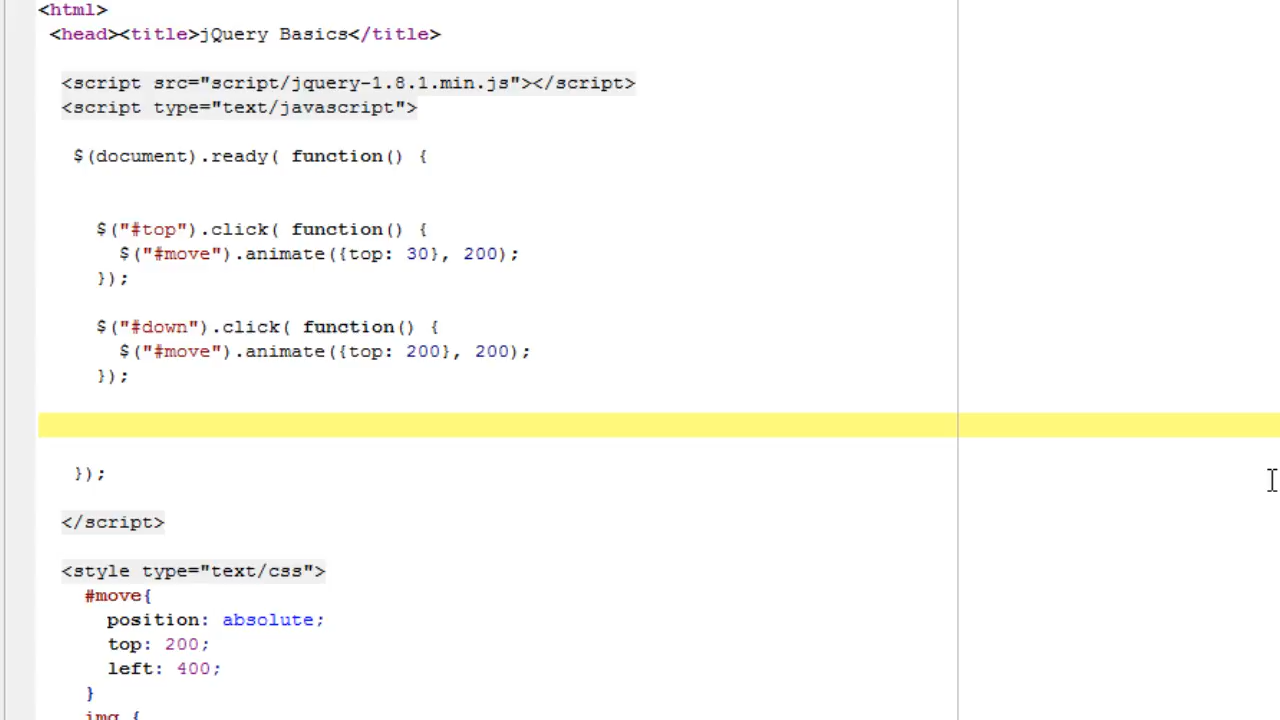 <html>
<head><title>jQuery Basics</title>
<script src="script/jquery-1.8.1.min.js"></script>
<script type="text/javascript">
$(document).ready( function() {
$("#top").click( function() {
$("#move").animate({top: 30}, 200);
});
$("#down").click( function() {
$("#move").animate({top: 200}, 200);
});
});
</script>
<style type="text/css">
#move{
position: absolute;
top: 200;
left: 400;
}
img {